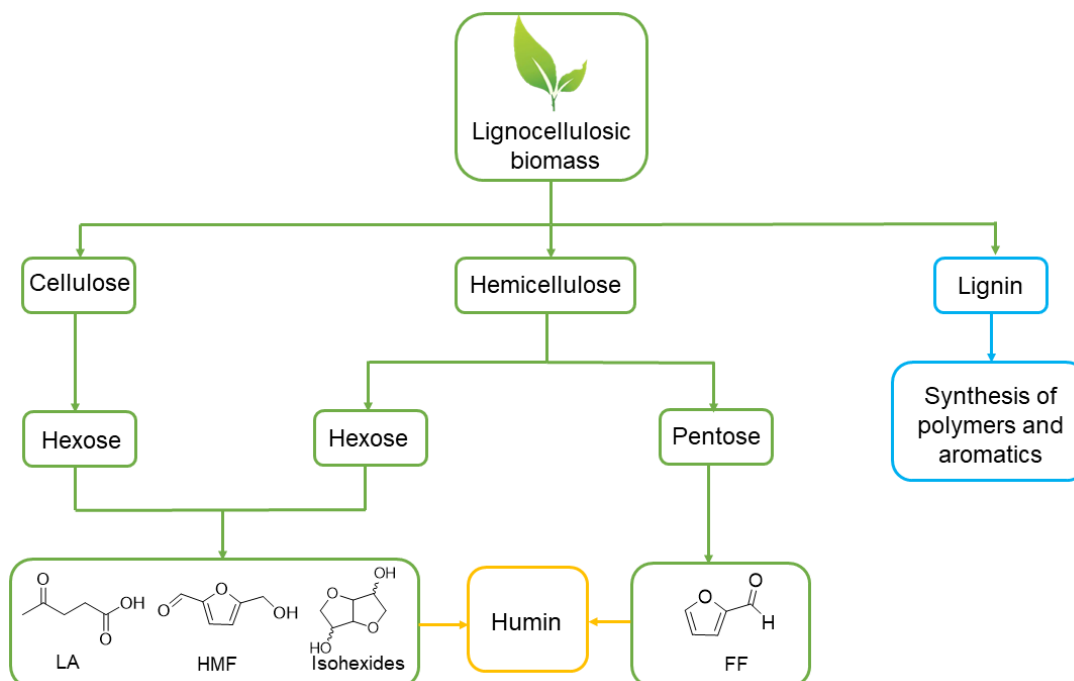 Lignocellulosic
biomass
Cellulose
Hemicellulose
Lignin
Synthesis of
polymers and
aromatics
Hexose
Hexose
Pentose
O
OH
O
LA
O
O
OH
HMF
OH
O
O
HO
Isohexides
Humin
O
O
H
FF